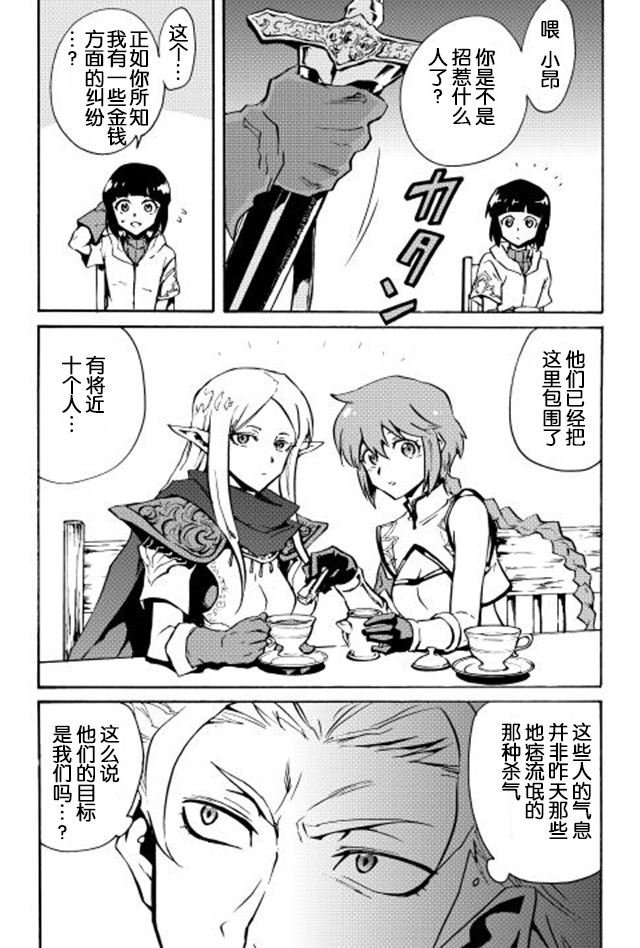 喂 小昂
你是不是
招惹什么
人了?
カタン
这个…
正如你所知
我有一些金钱
方面的纠纷
…?
他们已经把
这里包围了
有将近
十个人…
这些人的气息
并非昨天那些
地痞流氓的
那种杀气
这么说
他们的目标
是我们吗…?